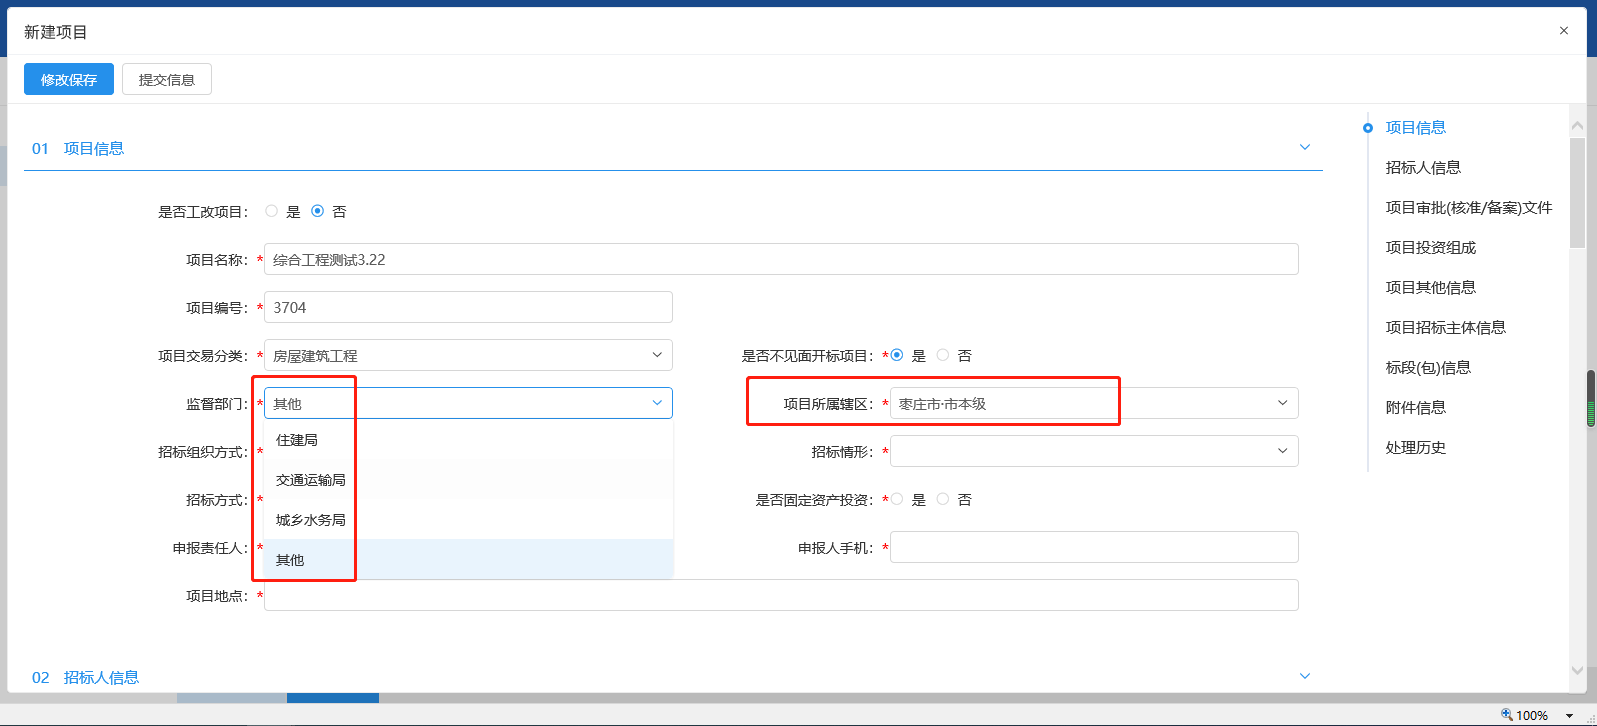 新建项目
×
修改保存 提交信息
01 项目信息
是否工改项目： 是 否
项目名称： * 综合工程测试3.22
项目编号： * 3704
项目交易分类： * 房屋建筑工程 是否不见面开标项目： * 是 否
监督部门： * 其他 项目所属辖区： * 枣庄市·市本级
住建局
招标组织方式： * 招标情形： *
交通运输局
招标方式： * 是否固定资产投资： * 是 否
城乡水务局
申报责任人： * 申报人手机： *
其他
项目地点： *
02 招标人信息
项目信息
招标人信息
项目审批(核准/备案)文件
项目投资组成
项目其他信息
项目招标主体信息
标段(包)信息
附件信息
处理历史
100%